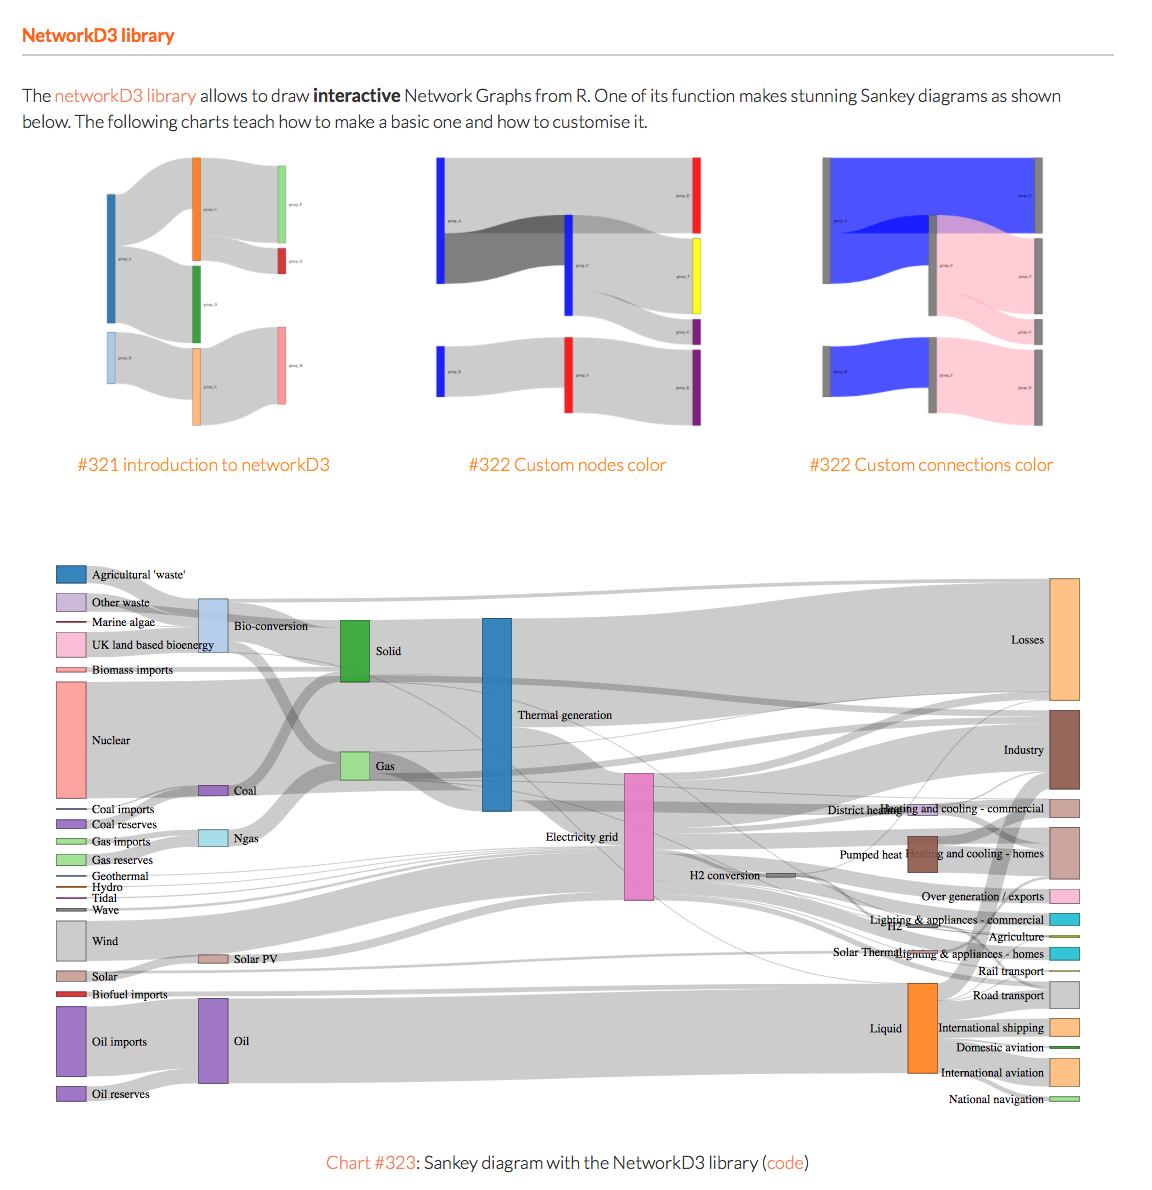 NetworkD3 library
The networkD3 library allows to draw interactive Network Graphs from R. One of its function makes stunning Sankey diagrams as shown
below. The following charts teach how to make a basic one and how to customise it.
#321 introduction to networkD3
#322 Custom nodes color
#322 Custom connections color
Agricultural 'waste'
Other waste
Marine algae
UK land based bioenergy
Biomass imports
Nuclear
Coal imports
Coal reserves
Gas imports
Gas reserves
Geothermal
Hydro
Tidal
Wave
Wind
Solar
Biofuel imports
Oil imports
Oil reserves
Bio-conversion
Coal
Ngas
Solar PV
Oil
Solid
Gas
Thermal generation
Electricity grid
H2 conversion
District heating
Pumped heat
H2
Solar Thermal
Liquid
Losses
Industry
Heating and cooling - commercial
Heating and cooling - homes
Over generation / exports
Lighting & appliances - commercial
Agriculture
Lighting & appliances - homes
Rail transport
Road transport
International shipping
Domestic aviation
International aviation
National navigation
Chart #323: Sankey diagram with the NetworkD3 library (code)